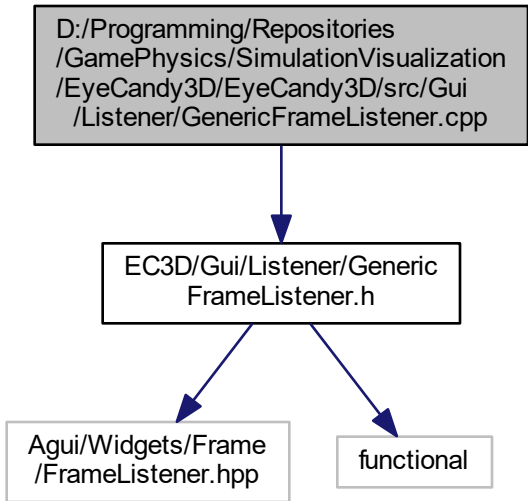 D:/Programming/Repositories
/GamePhysics/SimulationVisualization
/EyeCandy3D/EyeCandy3D/src/Gui
/Listener/GenericFrameListener.cpp
EC3D/Gui/Listener/Generic
FrameListener.h
Agui/Widgets/Frame
/FrameListener.hpp
functional